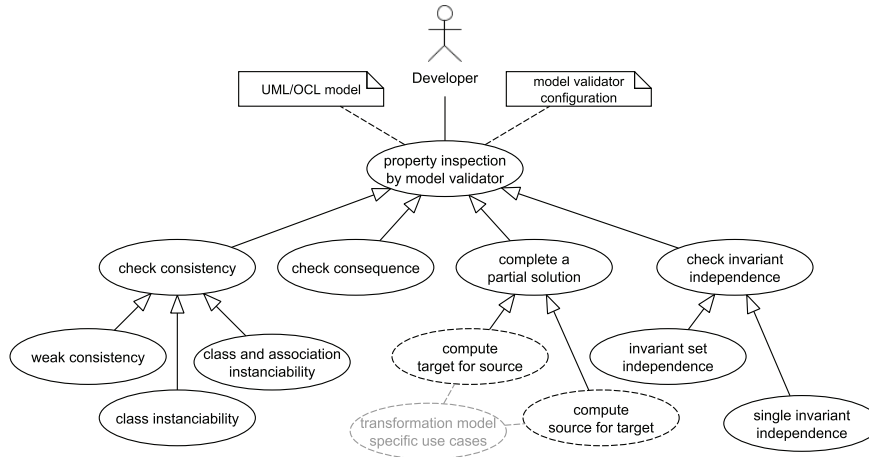 Developer
UML/OCL model
model validator
configuration
property inspection
by model validator
check consistency
check consequence
complete a
partial solution
check invariant
independence
weak consistency
class and association
instanciability
compute
target for source
invariant set
independence
class instanciability
transformation model
specific use cases
compute
source for target
single invariant
independence